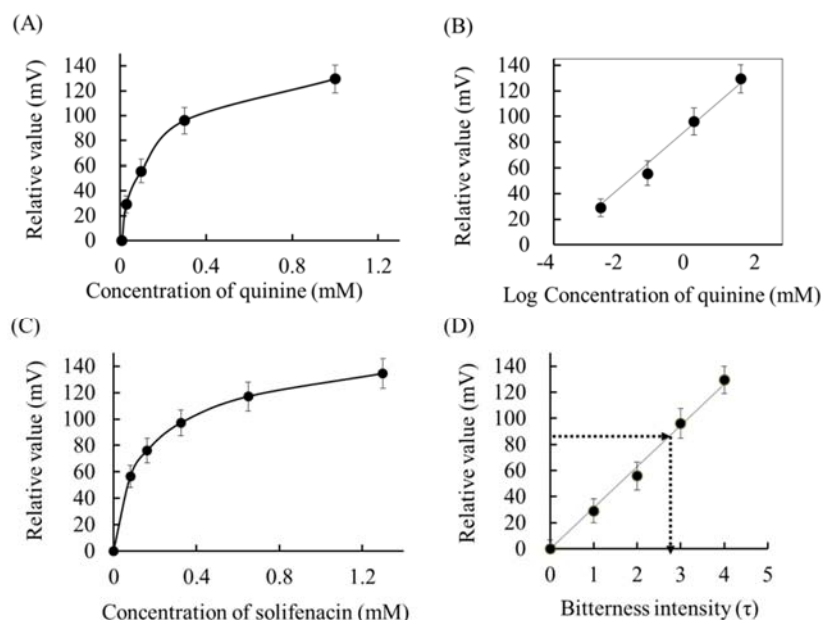 (A)
Relative value (mV)
140
120
100
80
60
40
20
0
0 0.4 0.8 1.2
Concentration of quinine (mM)
(B)
Relative value (mV)
140
120
100
80
60
40
20
0
-4 -2 0 2
Log Concentration of quinine (mM)
(C)
Relative value (mV)
140
120
100
80
60
40
20
0
0.0 0.4 0.8 1.2
Concentration of solifenacin (mM)
(D)
Relative value (mV)
140
120
100
80
60
40
20
0
0 1 2 3 4 5
Bitterness intensity (τ)